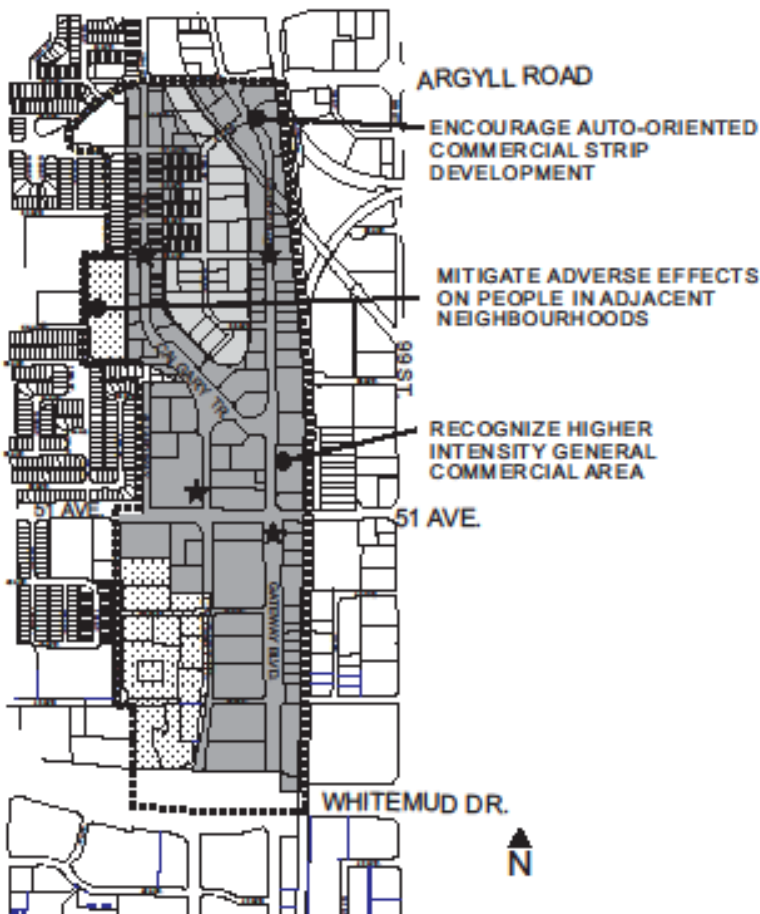 ARGYLL ROAD
ENCOURAGE AUTO-ORIENTED
COMMERCIAL STRIP
DEVELOPMENT
MITIGATE ADVERSE EFFECTS
ON PEOPLE IN ADJACENT
NEIGHBOURHOODS
CALGARY TR.
99 ST.
RECOGNIZE HIGHER
INTENSITY GENERAL
COMMERCIAL AREA
51 AVE.
51 AVE.
GATEWAY BLVD.
WHITEMUD DR.
N